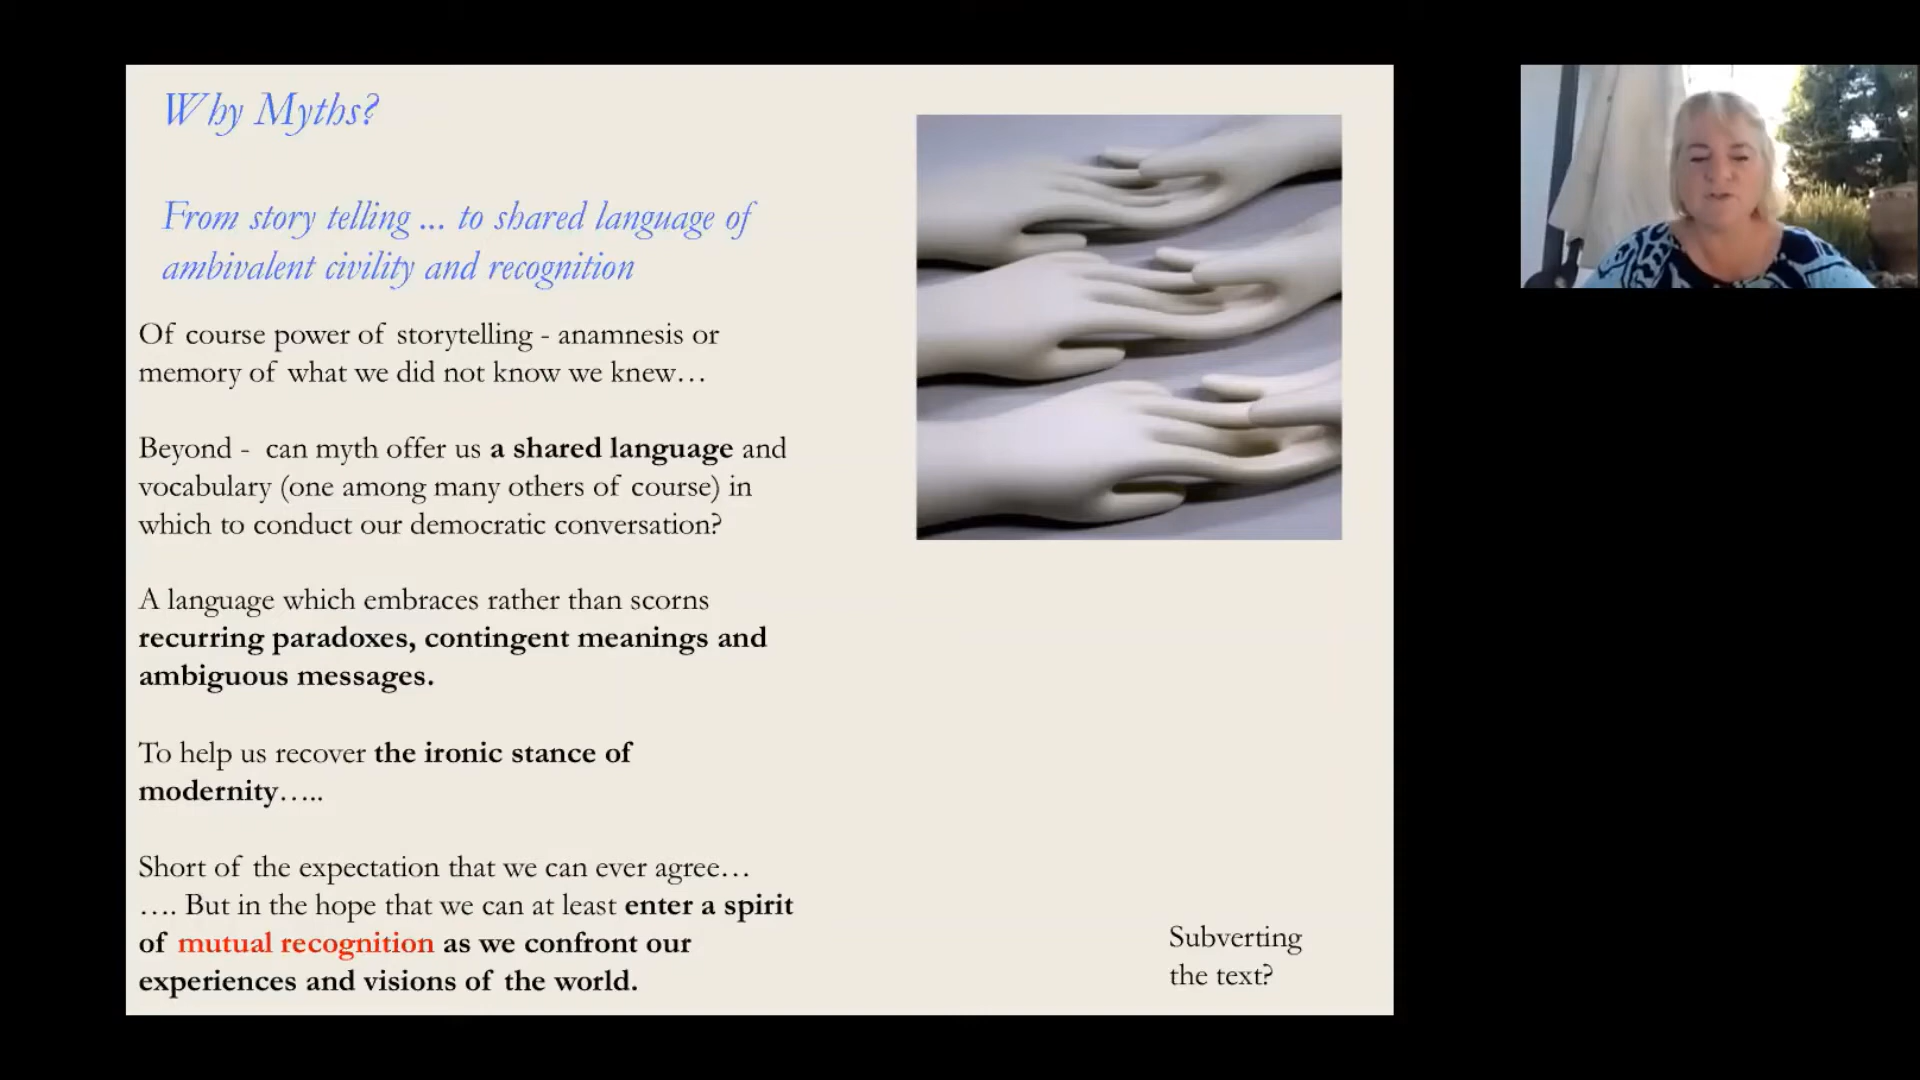 Why Myths?
From story telling ... to shared language of
ambivalent civility and recognition
Of course power of storytelling - anamnesis or
memory of what we did not know we knew…
Beyond - can myth offer us a shared language and
vocabulary (one among many others of course) in
which to conduct our democratic conversation?
A language which embraces rather than scorns
recurring paradoxes, contingent meanings and
ambiguous messages.
To help us recover the ironic stance of
modernity…..
Short of the expectation that we can ever agree…
…. But in the hope that we can at least enter a spirit
of mutual recognition as we confront our
experiences and visions of the world.
Subverting
the text?